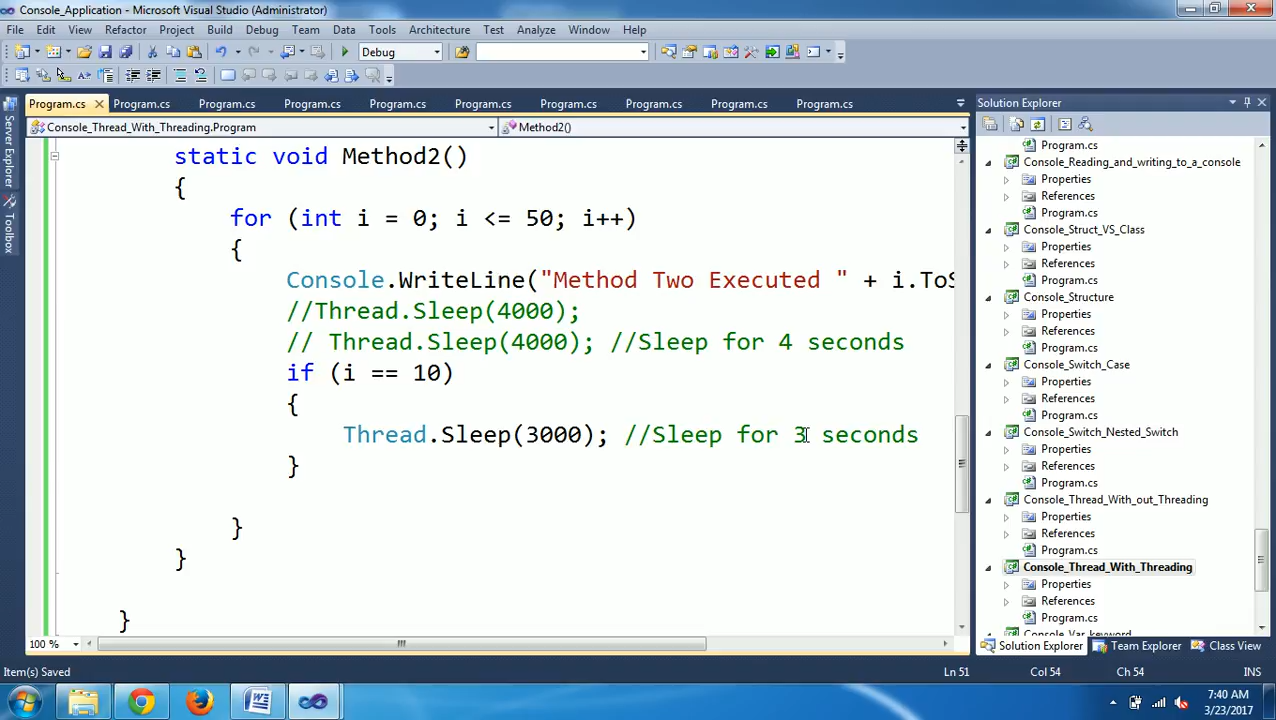 Console_Application - Microsoft Visual Studio (Administrator)
File Edit View Refactor Project Build Debug Team Data Tools Architecture Test Analyze Window Help
Debug
Program.cs Program.cs Program.cs Program.cs Program.cs Program.cs Program.cs Program.cs Program.cs Program.cs
Console_Thread_With_Threading.Program Method2()
Server Explorer
Toolbox
static void Method2()
{
for (int i = 0; i <= 50; i++)
{
Console.WriteLine("Method Two Executed " + i.ToS
//Thread.Sleep(4000);
// Thread.Sleep(4000); //Sleep for 4 seconds
if (i == 10)
{
Thread.Sleep(3000); //Sleep for 3 seconds
}
}
}
}
100 %
Solution Explorer
Program.cs
Console_Reading_and_writing_to_a_console
Properties
References
Program.cs
Console_Struct_VS_Class
Properties
References
Program.cs
Console_Structure
Properties
References
Program.cs
Console_Switch_Case
Properties
References
Program.cs
Console_Switch_Nested_Switch
Properties
References
Program.cs
Console_Thread_With_out_Threading
Properties
References
Program.cs
Console_Thread_With_Threading
Properties
References
Program.cs
Console_Var_keyword
Solution Explorer Team Explorer Class View
Item(s) Saved Ln 51 Col 54 Ch 54 INS
7:40 AM
3/23/2017